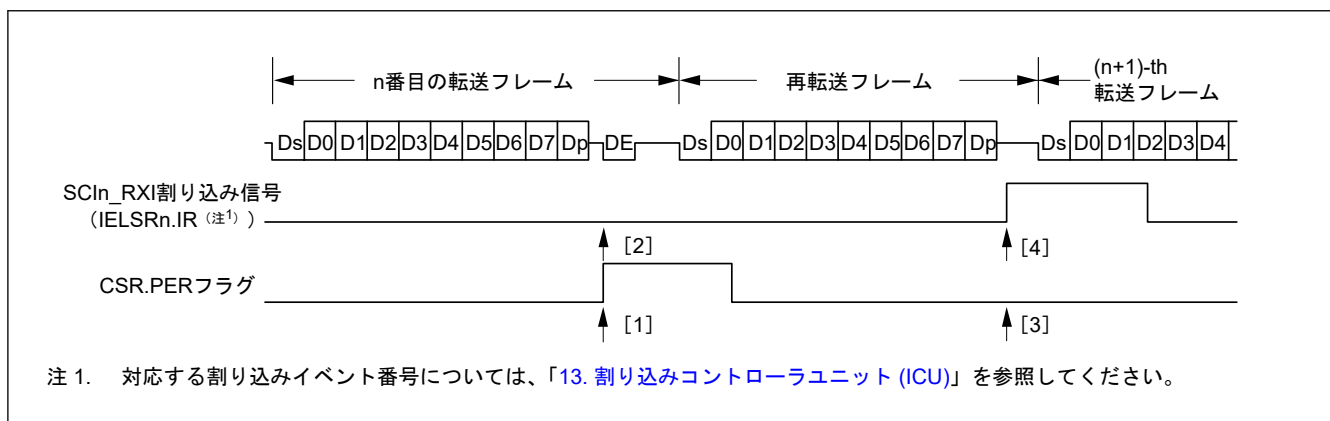 n番目の転送フレーム 再転送フレーム (n+1)-th
転送フレーム
Ds D0 D1 D2 D3 D4 D5 D6 D7 Dp DE Ds D0 D1 D2 D3 D4 D5 D6 D7 Dp Ds D0 D1 D2 D3 D4
SCIn_RXI割り込み信号
（IELSRn.IR（注1））
[2] [4]
CSR.PERフラグ
[1] [3]
注 1. 対応する割り込みイベント番号については、「13. 割り込みコントローラユニット (ICU)」を参照してください。